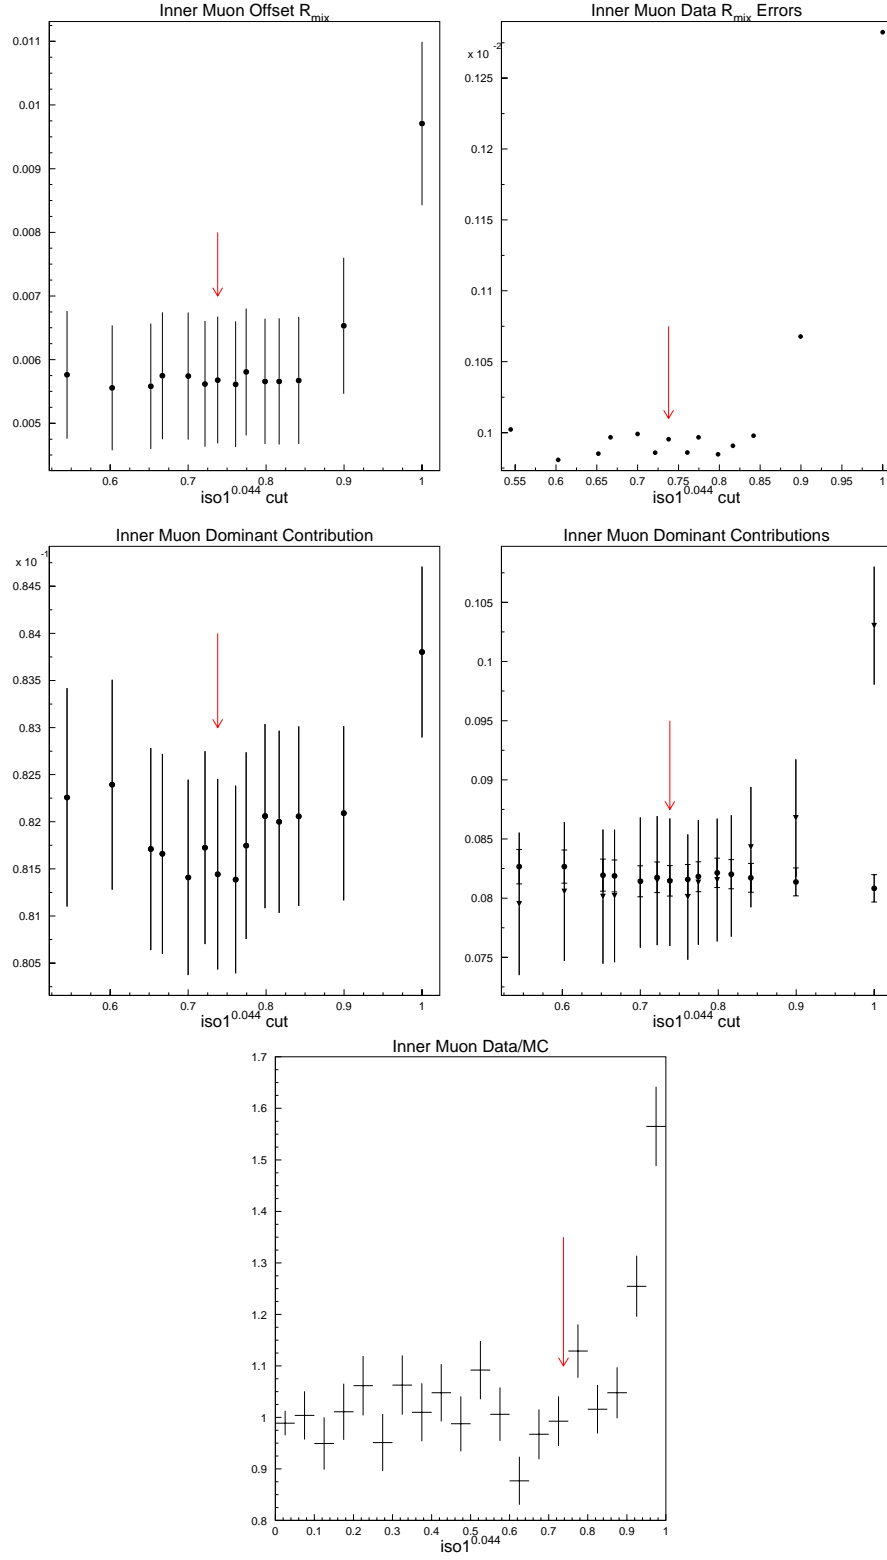 Inner Muon Offset R_mix
0.011
0.01
0.009
0.008
0.007
0.006
0.005
0.6 0.7 0.8 0.9 1
iso1^0.044 cut
Inner Muon Data R_mix Errors
x 10^-2
0.125
0.12
0.115
0.11
0.105
0.1
0.55 0.6 0.65 0.7 0.75 0.8 0.85 0.9 0.95 1
iso1^0.044 cut
Inner Muon Dominant Contribution
x 10^-1
0.845
0.84
0.835
0.83
0.825
0.82
0.815
0.81
0.805
0.6 0.7 0.8 0.9 1
iso1^0.044 cut
Inner Muon Dominant Contributions
0.105
0.1
0.095
0.09
0.085
0.08
0.075
0.6 0.7 0.8 0.9 1
iso1^0.044 cut
Inner Muon Data/MC
1.7
1.6
1.5
1.4
1.3
1.2
1.1
1
0.9
0.8
0 0.1 0.2 0.3 0.4 0.5 0.6 0.7 0.8 0.9 1
iso1^0.044